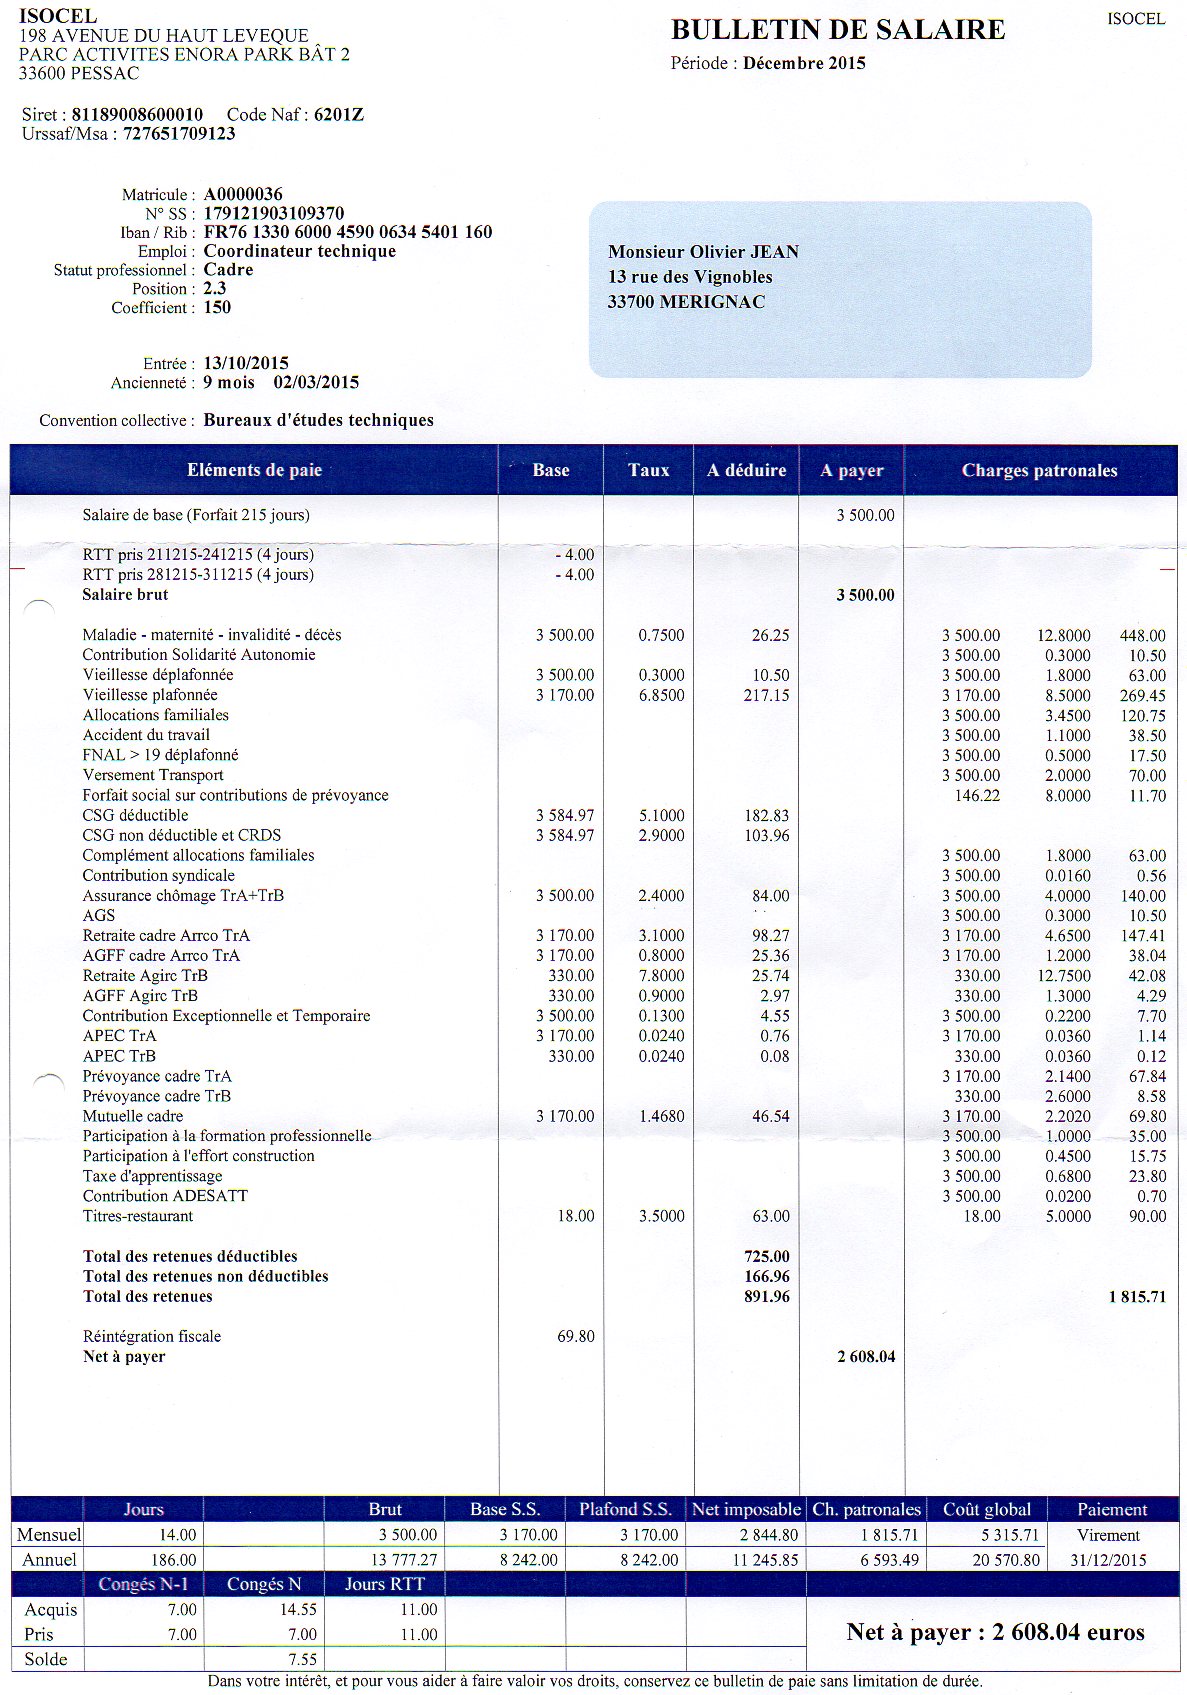 ISOCEL
198 AVENUE DU HAUT LEVEQUE
PARC ACTIVITES ENORA PARK BÂT 2
33600 PESSAC
BULLETIN DE SALAIRE
Période : Décembre 2015
ISOCEL
Siret : 81189008600010 Code Naf : 6201Z
Urssaf/Msa : 727651709123
Matricule : A0000036
N° SS : 179121903109370
Iban / Rib : FR76 1330 6000 4590 0634 5401 160
Emploi : Coordinateur technique
Statut professionnel : Cadre
Position : 2.3
Coefficient : 150
Monsieur Olivier JEAN
13 rue des Vignobles
33700 MERIGNAC
Entrée : 13/10/2015
Ancienneté : 9 mois 02/03/2015
Convention collective : Bureaux d'études techniques
Eléments de paie Base Taux A déduire A payer Charges patronales
Salaire de base (Forfait 215 jours) 3 500.00
RTT pris 211215-241215 (4 jours) - 4.00
RTT pris 281215-311215 (4 jours) - 4.00
Salaire brut 3 500.00
Maladie - maternité - invalidité - décès 3 500.00 0.7500 26.25 3 500.00 12.8000 448.00
Contribution Solidarité Autonomie 3 500.00 0.3000 10.50
Vieillesse déplafonnée 3 500.00 0.3000 10.50 3 500.00 1.8000 63.00
Vieillesse plafonnée 3 170.00 6.8500 217.15 3 170.00 8.5000 269.45
Allocations familiales 3 500.00 3.4500 120.75
Accident du travail 3 500.00 1.1000 38.50
FNAL > 19 déplafonné 3 500.00 0.5000 17.50
Versement Transport 3 500.00 2.0000 70.00
Forfait social sur contributions de prévoyance 146.22 8.0000 11.70
CSG déductible 3 584.97 5.1000 182.83
CSG non déductible et CRDS 3 584.97 2.9000 103.96
Complément allocations familiales 3 500.00 1.8000 63.00
Contribution syndicale 3 500.00 0.0160 0.56
Assurance chômage TrA+TrB 3 500.00 2.4000 84.00 3 500.00 4.0000 140.00
AGS 3 500.00 0.3000 10.50
Retraite cadre Arrco TrA 3 170.00 3.1000 98.27 3 170.00 4.6500 147.41
AGFF cadre Arrco TrA 3 170.00 0.8000 25.36 3 170.00 1.2000 38.04
Retraite Agirc TrB 330.00 7.8000 25.74 330.00 12.7500 42.08
AGFF Agirc TrB 330.00 0.9000 2.97 330.00 1.3000 4.29
Contribution Exceptionnelle et Temporaire 3 500.00 0.1300 4.55 3 500.00 0.2200 7.70
APEC TrA 3 170.00 0.0240 0.76 3 170.00 0.0360 1.14
APEC TrB 330.00 0.0240 0.08 330.00 0.0360 0.12
Prévoyance cadre TrA 3 170.00 2.1400 67.84
Prévoyance cadre TrB 330.00 2.6000 8.58
Mutuelle cadre 3 170.00 1.4680 46.54 3 170.00 2.2020 69.80
Participation à la formation professionnelle 3 500.00 1.0000 35.00
Participation à l'effort construction 3 500.00 0.4500 15.75
Taxe d'apprentissage 3 500.00 0.6800 23.80
Contribution ADESATT 3 500.00 0.0200 0.70
Titres-restaurant 18.00 3.5000 63.00 18.00 5.0000 90.00
Total des retenues déductibles 725.00
Total des retenues non déductibles 166.96
Total des retenues 891.96 1 815.71
Réintégration fiscale 69.80
Net à payer 2 608.04
Jours Brut Base S.S. Plafond S.S. Net imposable Ch. patronales Coût global Paiement
Mensuel 14.00 3 500.00 3 170.00 3 170.00 2 844.80 1 815.71 5 315.71 Virement
Annuel 186.00 13 777.27 8 242.00 8 242.00 11 245.85 6 593.49 20 570.80 31/12/2015
Congés N-1 Congés N Jours RTT
Acquis 7.00 14.55 11.00
Pris 7.00 7.00 11.00
Solde 7.55
Net à payer : 2 608.04 euros
Dans votre intérêt, et pour vous aider à faire valoir vos droits, conservez ce bulletin de paie sans limitation de durée.